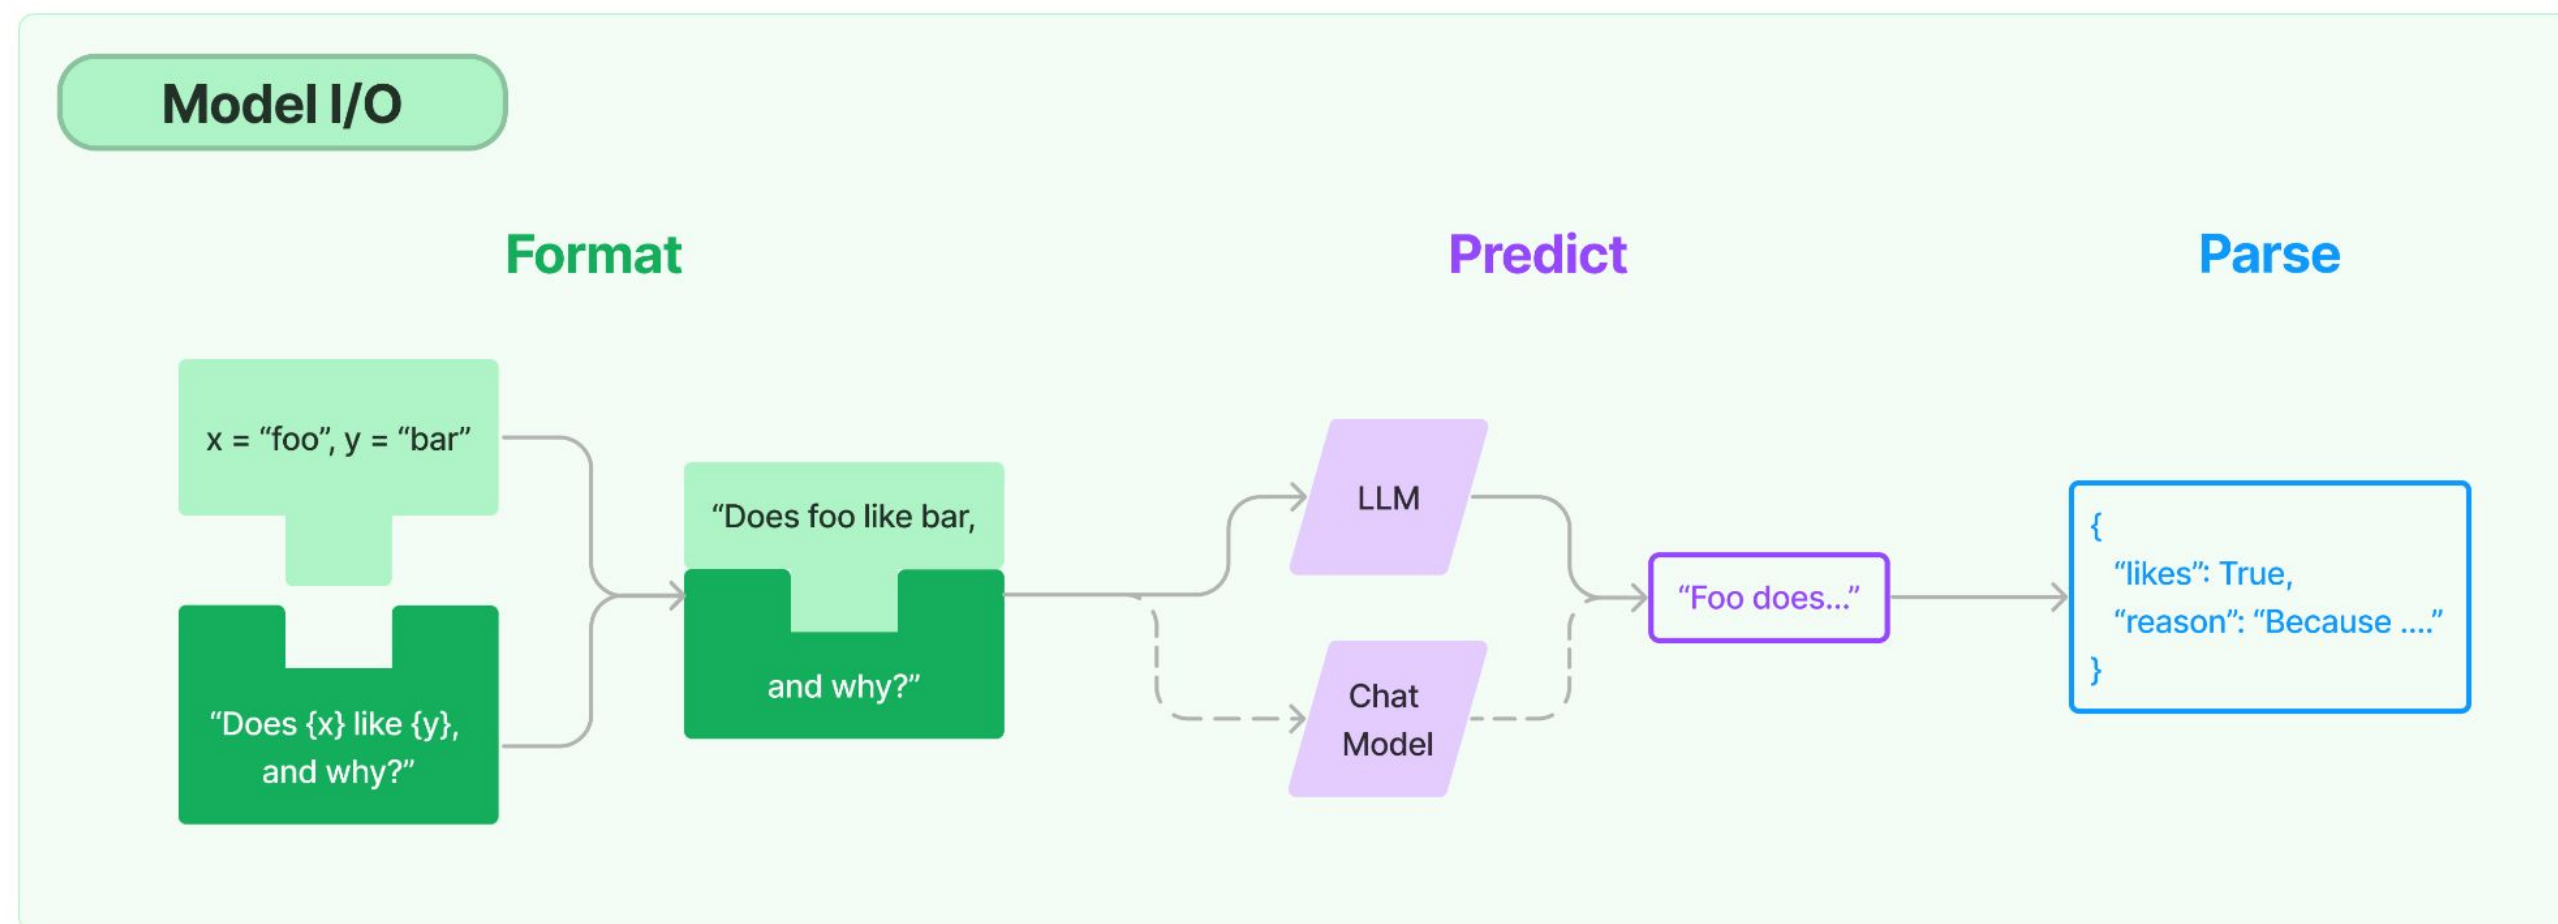 Model I/O
Format
Predict
Parse
x = “foo”, y = “bar”
“Does {x} like {y},
and why?”
“Does foo like bar,
and why?”
LLM
Chat
Model
“Foo does...”
{
“likes”: True,
“reason”: “Because ....”
}